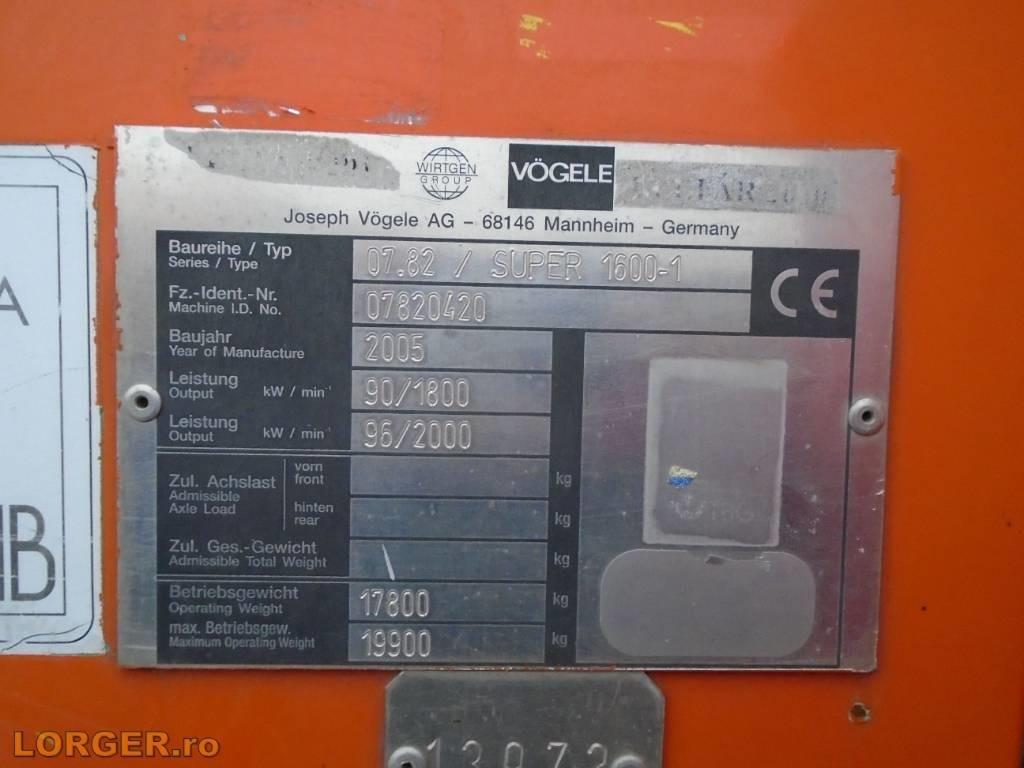 WIRTGEN
GROUP
VÖGELE
Joseph Vögele AG – 68146 Mannheim – Germany
Baureihe / Typ
Series / Type
07.82 / SUPER 1600-1
CE
Fz.-Ident.-Nr.
Machine I.D. No.
07820420
Baujahr
Year of Manufacture
2005
Leistung
Output
kW / min⁻¹
90/1800
Leistung
Output
kW / min⁻¹
96/2000
Zul. Achslast
Admissible
Axle Load
vorn
front
kg
hinten
rear
kg
Zul. Ges.-Gewicht
Admissible Total Weight
kg
Betriebsgewicht
Operating Weight
17800
kg
max. Betriebsgew.
Maximum Operating Weight
19900
kg
A
IB
LORGER.ro